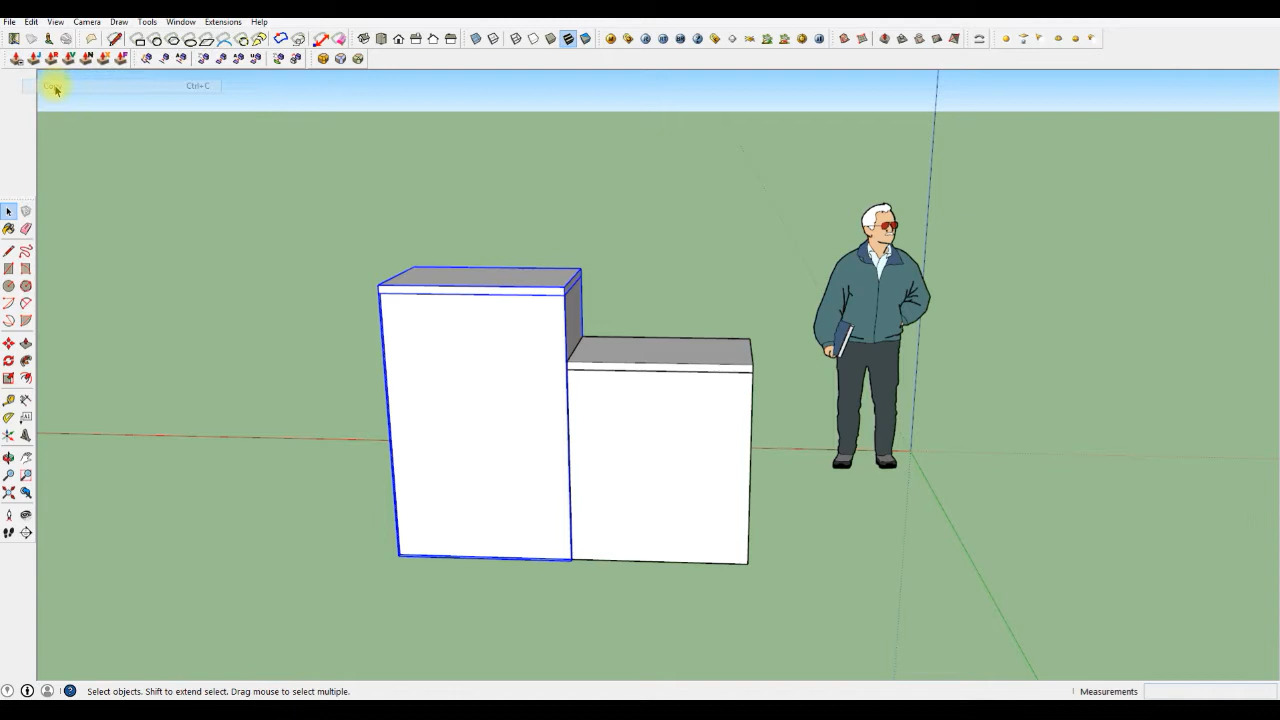 File Edit View Camera Draw Tools Window Extensions Help
Copy Ctrl+C
Select objects. Shift to extend select. Drag mouse to select multiple. Measurements